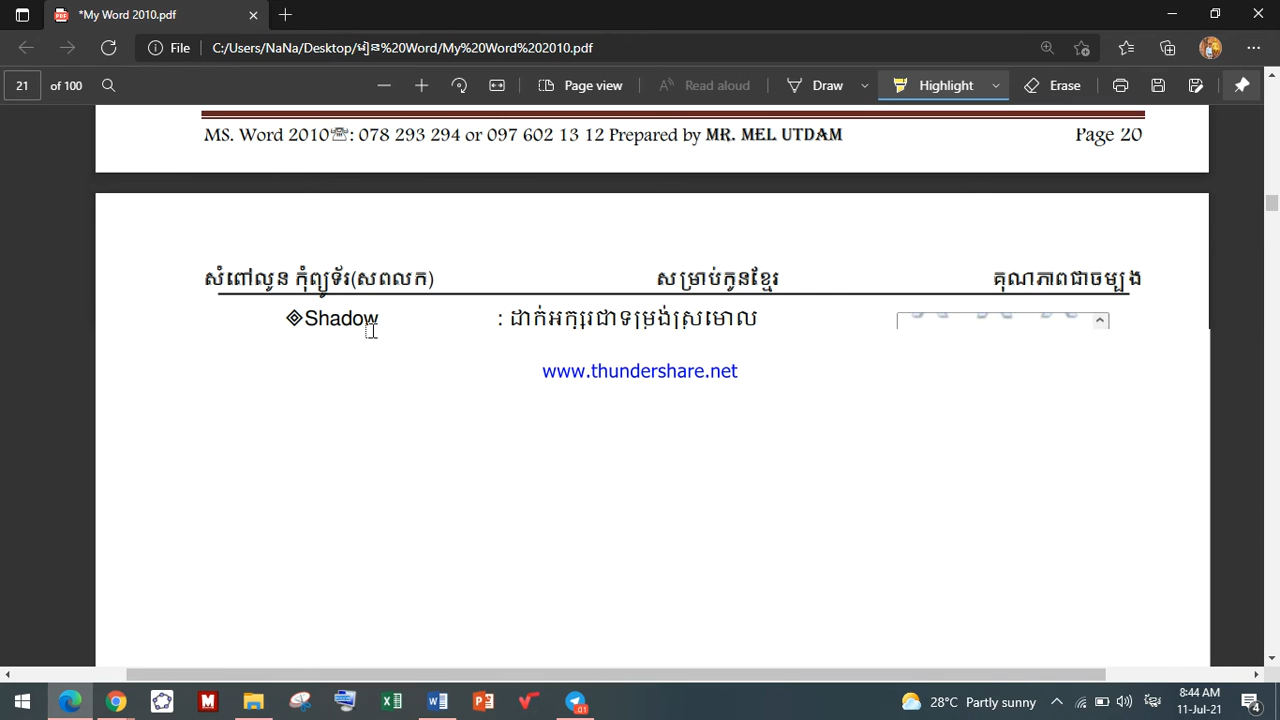 *My Word 2010.pdf
File C:/Users/NaNa/Desktop/រៀន%20Word/My%20Word%202010.pdf
21 of 100 Page view Read aloud Draw Highlight Erase
MS. Word 2010☏: 078 293 294 or 097 602 13 12 Prepared by MR. MEL UTDAM Page 20
សំពៅលូន កុំព្យូទ័រ(សពលក) សម្រាប់កូនខ្មែរ គុណភាពជាចម្បង
Shadow : ដាក់អក្សរជាទម្រង់ស្រមោល
www.thundershare.net
28°C Partly sunny
8:44 AM
11-Jul-21
4